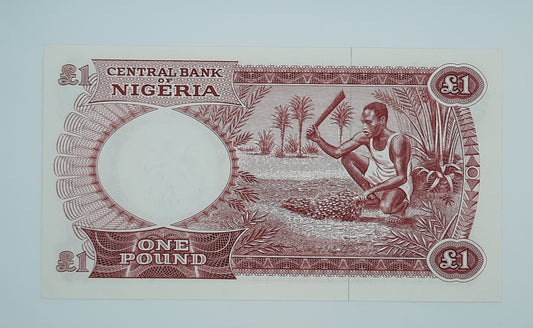 £1
CENTRAL BANK
OF
NIGERIA
£1
£1
ONE
POUND
£1